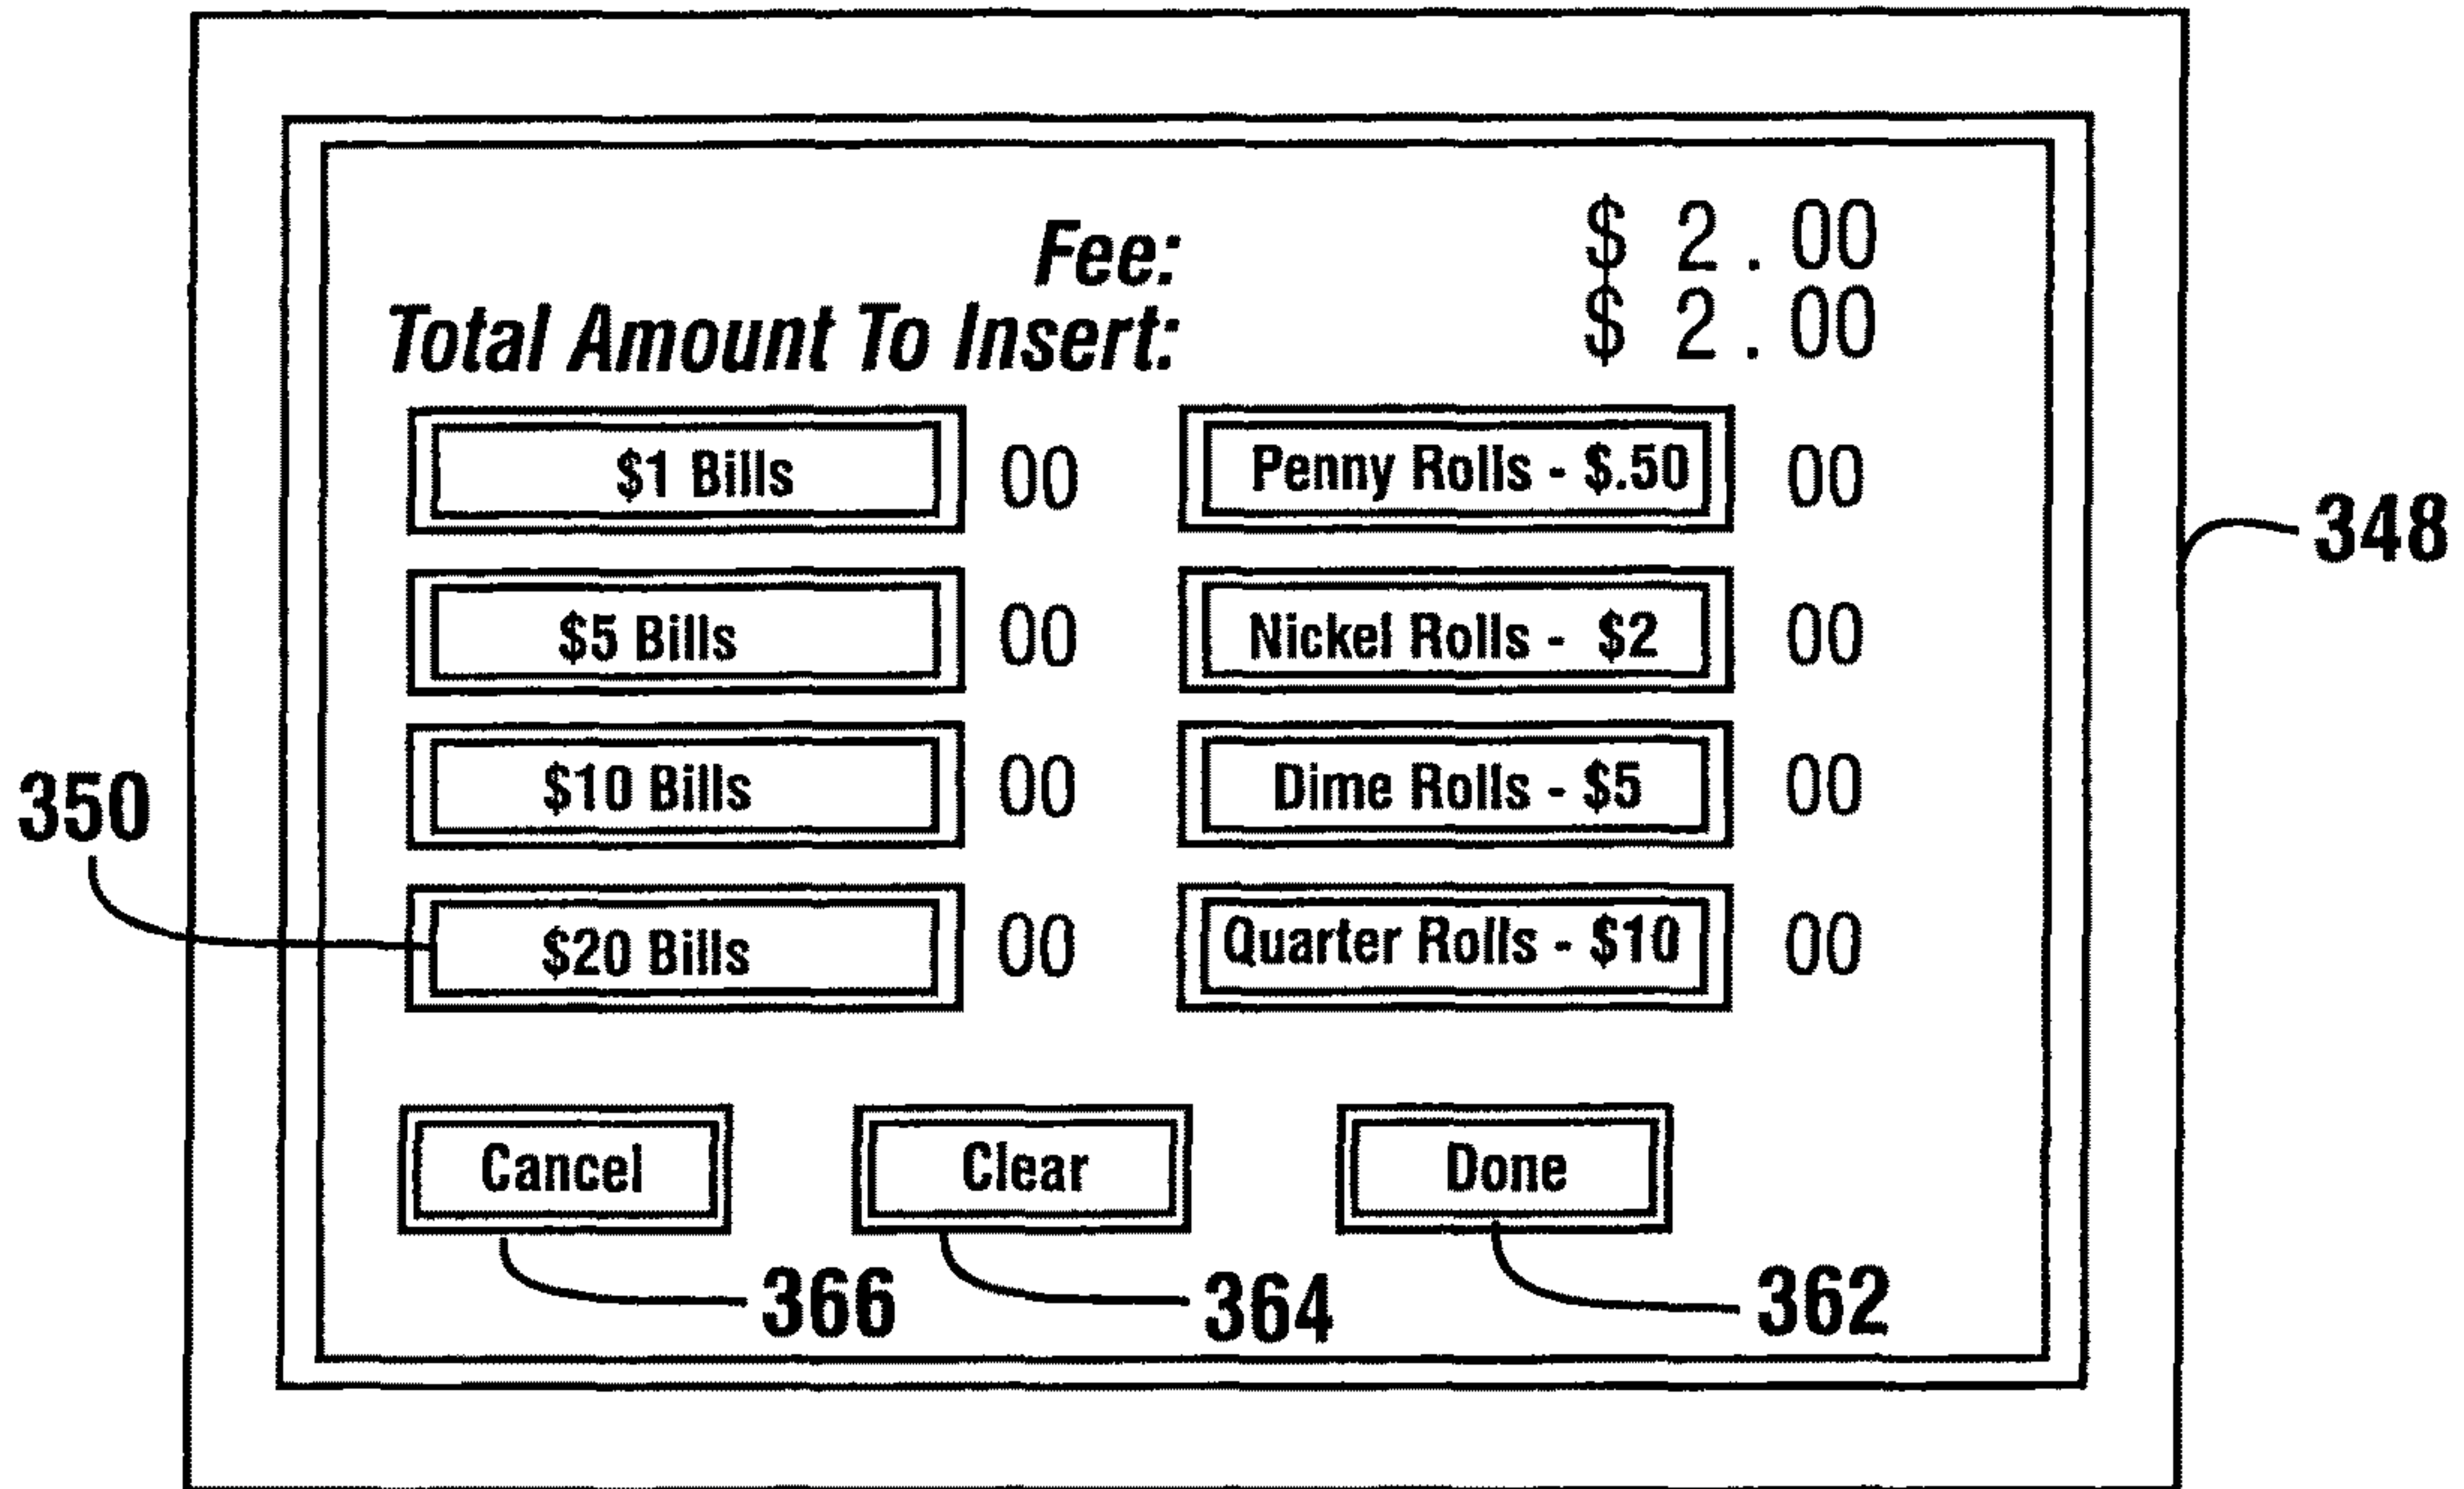 Fee: $ 2.00
Total Amount To Insert: $ 2.00
$1 Bills 00 Penny Rolls - $.50 00
348
$5 Bills 00 Nickel Rolls - $2 00
$10 Bills 00 Dime Rolls - $5 00
350
$20 Bills 00 Quarter Rolls - $10 00
Cancel Clear Done
366 364 362